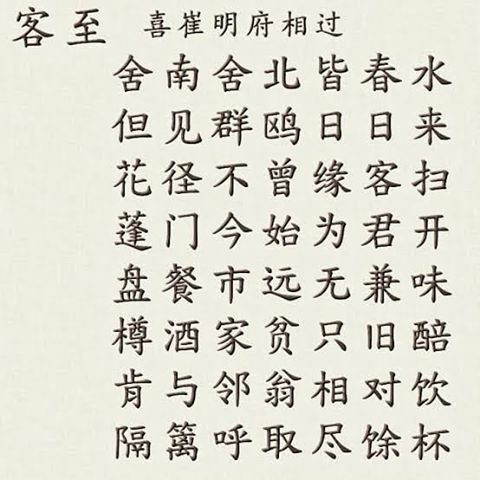 客至 喜崔明府相过
舍南舍北皆春水
但见群鸥日日来
花径不曾缘客扫
蓬门今始为君开
盘餐市远无兼味
樽酒家贫只旧醅
肯与邻翁相对饮
隔篱呼取尽馀杯